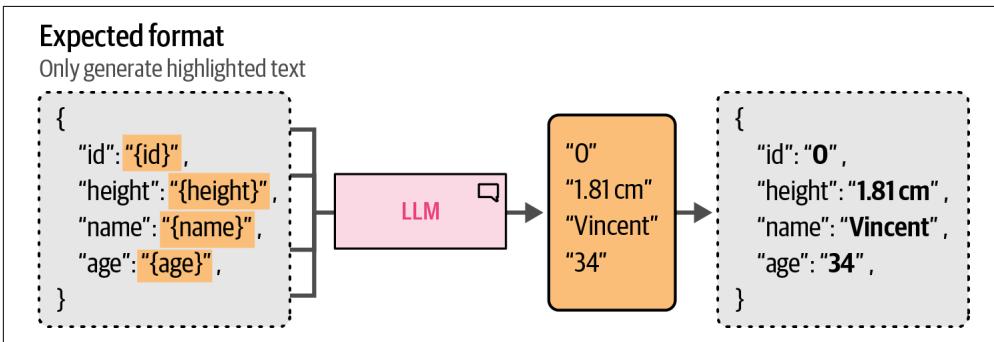 Expected format
Only generate highlighted text
{
“id”: “{id}” ,
“height”: “{height}” ,
“name”: “{name}” ,
“age”: “{age}” ,
}
LLM
“0”
“1.81 cm”
“Vincent”
“34”
{
“id”: “0” ,
“height”: “1.81 cm” ,
“name”: “Vincent” ,
“age”: “34” ,
}